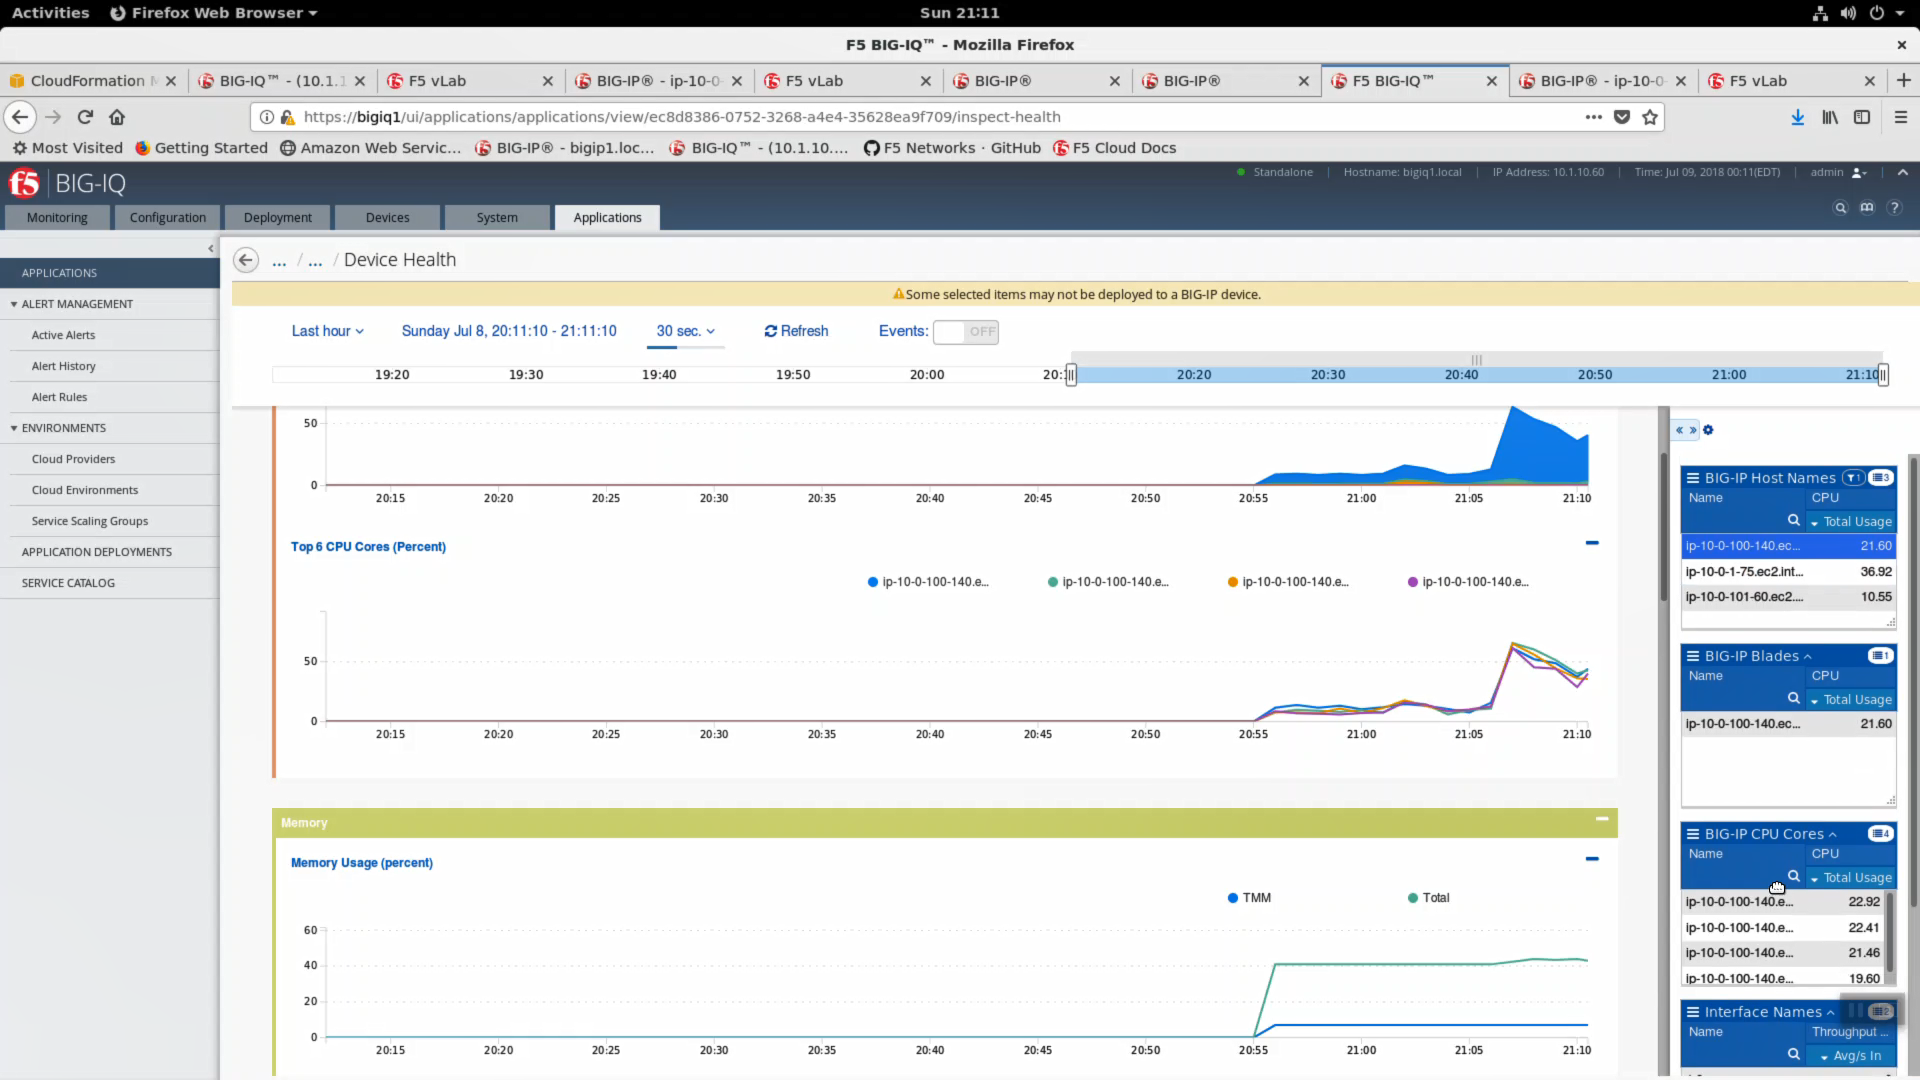 Activities Firefox Web Browser Sun 21:11
F5 BIG-IQ™ - Mozilla Firefox
CloudFormation BIG-IQ™ - (10.1.1 F5 vLab BIG-IP® - ip-10-0- F5 vLab BIG-IP® BIG-IP® F5 BIG-IQ™ BIG-IP® - ip-10-0- F5 vLab
https://bigiq1/ui/applications/applications/view/ec8d8386-0752-3268-a4e4-35628ea9f709/inspect-health
Most Visited Getting Started Amazon Web Servic... BIG-IP® - bigip1.loc... BIG-IQ™ - (10.1.10.... F5 Networks · GitHub F5 Cloud Docs
f5 BIG-IQ Standalone Hostname: bigiq1.local IP Address: 10.1.10.60 Time: Jul 09, 2018 00:11(EDT) admin
Monitoring Configuration Deployment Devices System Applications
APPLICATIONS
ALERT MANAGEMENT
Active Alerts
Alert History
Alert Rules
ENVIRONMENTS
Cloud Providers
Cloud Environments
Service Scaling Groups
APPLICATION DEPLOYMENTS
SERVICE CATALOG
... / ... / Device Health
Some selected items may not be deployed to a BIG-IP device.
Last hour Sunday Jul 8, 20:11:10 - 21:11:10 30 sec. Refresh Events: OFF
19:20 19:30 19:40 19:50 20:00 20:1 20:20 20:30 20:40 20:50 21:00 21:10
50
0
20:15 20:20 20:25 20:30 20:35 20:40 20:45 20:50 20:55 21:00 21:05 21:10
Top 6 CPU Cores (Percent)
ip-10-0-100-140.e... ip-10-0-100-140.e... ip-10-0-100-140.e... ip-10-0-100-140.e...
50
0
20:15 20:20 20:25 20:30 20:35 20:40 20:45 20:50 20:55 21:00 21:05 21:10
Memory
Memory Usage (percent)
TMM Total
60
40
20
0
20:15 20:20 20:25 20:30 20:35 20:40 20:45 20:50 20:55 21:00 21:05 21:10
« »
BIG-IP Host Names 1 3
Name CPU
Total Usage
ip-10-0-100-140.ec... 21.60
ip-10-0-1-75.ec2.int... 36.92
ip-10-0-101-60.ec2.... 10.55
BIG-IP Blades 1
Name CPU
Total Usage
ip-10-0-100-140.ec... 21.60
BIG-IP CPU Cores 4
Name CPU
Total Usage
ip-10-0-100-140.e... 22.92
ip-10-0-100-140.e... 22.41
ip-10-0-100-140.e... 21.46
ip-10-0-100-140.e... 19.60
Interface Names 2
Name Throughput ...
Avg/s In